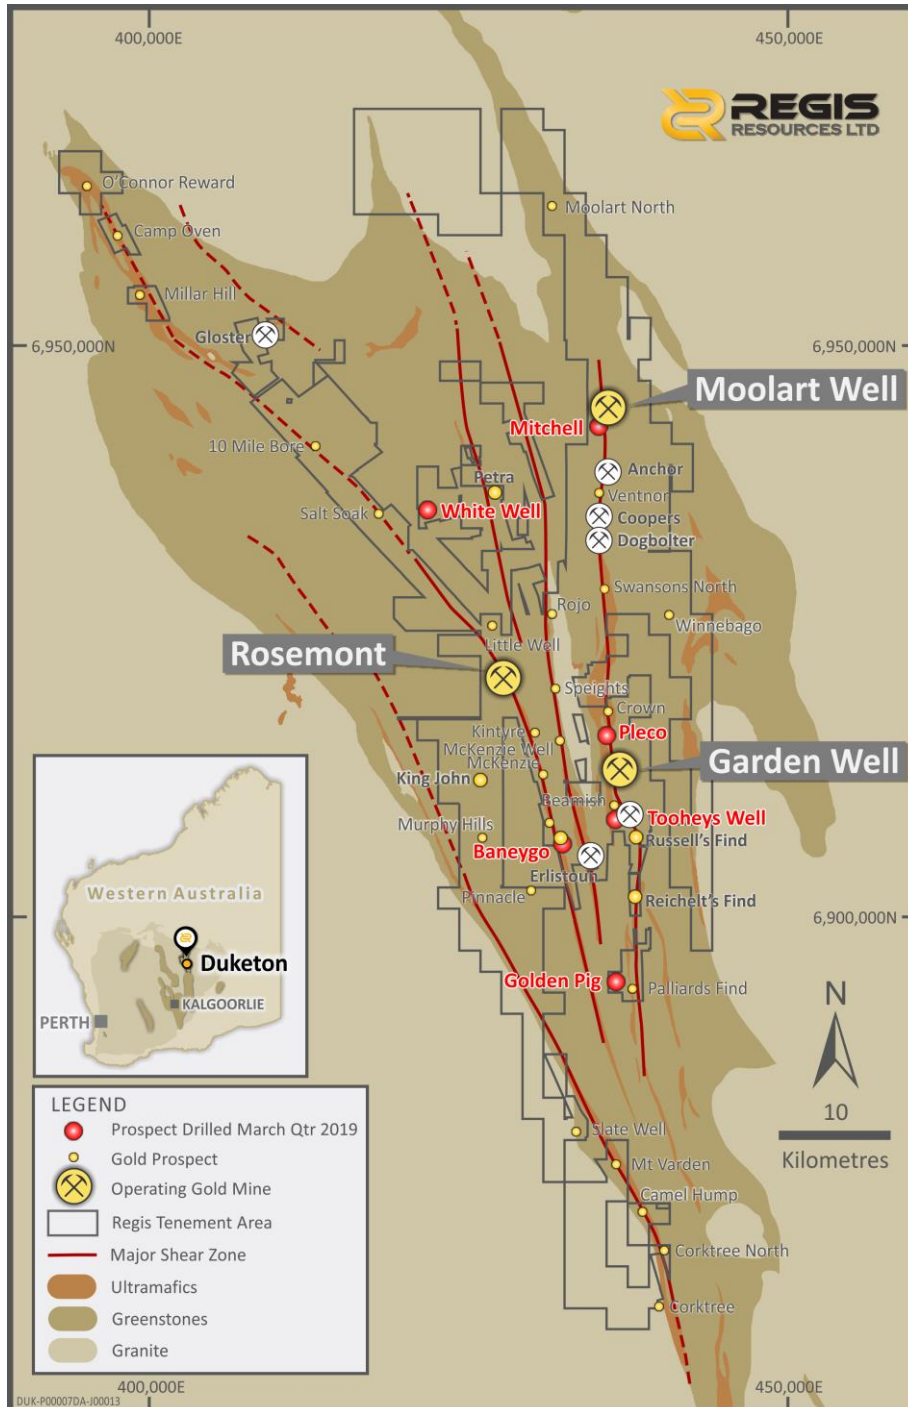 400,000E
450,000E
REGIS
RESOURCES LTD
O'Connor Reward
Moolart North
Camp Oven
Millar Hill
Gloster
6,950,000N
6,950,000N
Moolart Well
Mitchell
10 Mile Bore
Anchor
Petra
Ventnor
White Well
Salt Soak
Coopers
Dogbolter
Swansons North
Rojo
Winnebago
Little Well
Rosemont
Speights
Crown
Kintyre
Pleco
McKenzie Well
McKenzie
Garden Well
King John
Beamish
Tooheys Well
Murphy Hills
Russell's Find
Baneygo
Erlistoun
Pinnacle
Reichelt's Find
6,900,000N
Golden Pig
Palliards Find
Western Australia
Duketon
KALGOORLIE
PERTH
N
10
Kilometres
LEGEND
Prospect Drilled March Qtr 2019
Gold Prospect
Operating Gold Mine
Regis Tenement Area
Major Shear Zone
Ultramafics
Greenstones
Granite
Slate Well
Mt Varden
Camel Hump
Corktree North
Corktree
400,000E
450,000E
DUK-P00007DA-J00013